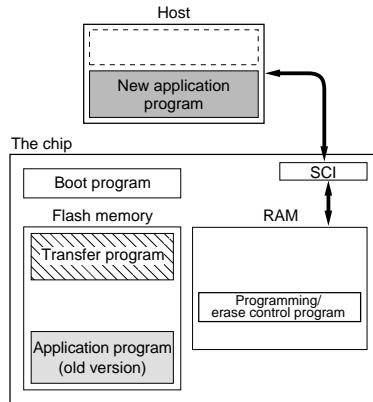 Host
New application
program
The chip
SCI
Boot program
Flash memory
RAM
Transfer program
Programming/
erase control program
Application program
(old version)